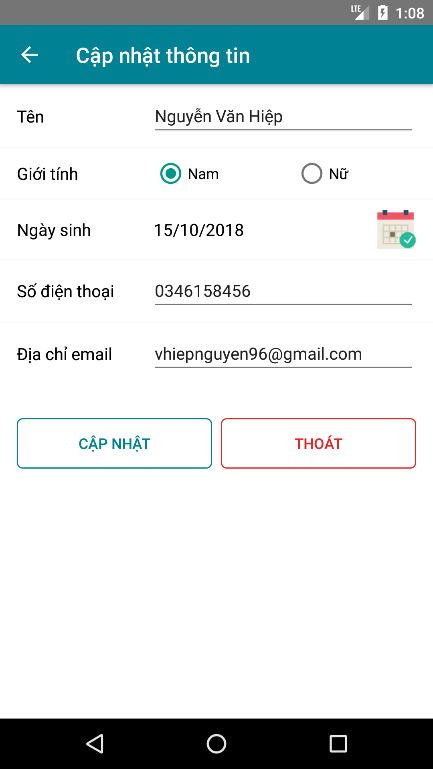 LTE 1:08
Cập nhật thông tin
Tên Nguyễn Văn Hiệp
Giới tính Nam Nữ
Ngày sinh 15/10/2018
Số điện thoại 0346158456
Địa chỉ email vhiepnguyen96@gmail.com
CẬP NHẬT THOÁT